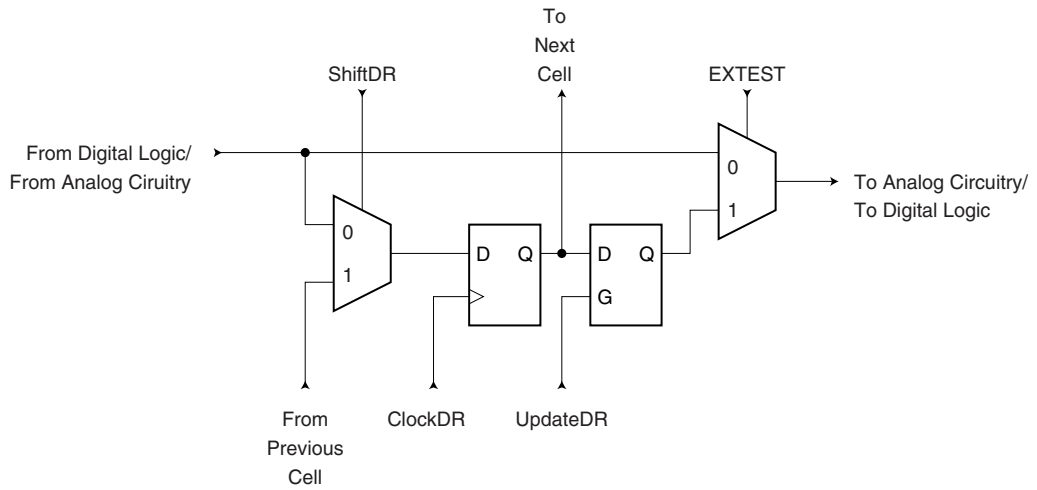 To
Next
Cell
ShiftDR
EXTEST
From Digital Logic/
From Analog Ciruitry
0
1
D Q
D Q
G
0
1
To Analog Circuitry/
To Digital Logic
From
Previous
Cell
ClockDR
UpdateDR